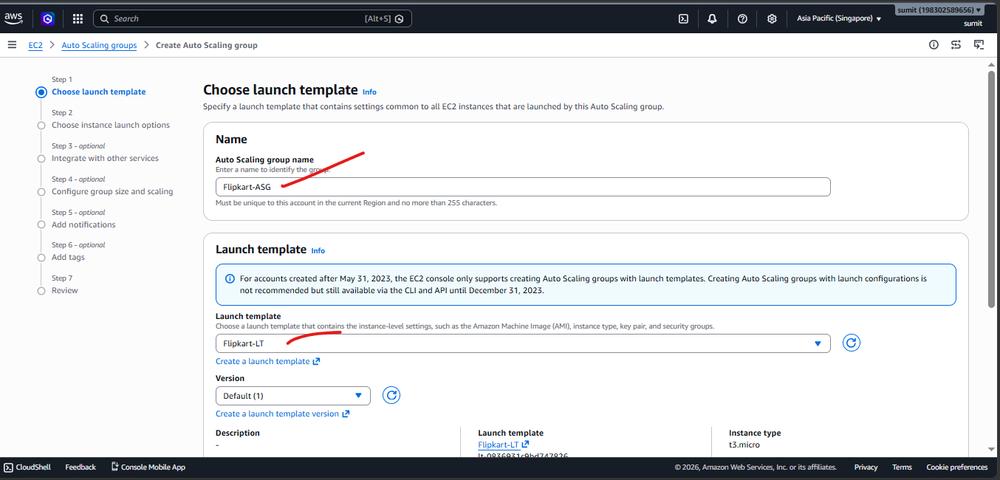 aws
Search [Alt+S]
Asia Pacific (Singapore)
sumit (198302589656)
sumit
EC2 > Auto Scaling groups > Create Auto Scaling group
Step 1
Choose launch template
Step 2
Choose instance launch options
Step 3 - optional
Integrate with other services
Step 4 - optional
Configure group size and scaling
Step 5 - optional
Add notifications
Step 6 - optional
Add tags
Step 7
Review
Choose launch template Info
Specify a launch template that contains settings common to all EC2 instances that are launched by this Auto Scaling group.
Name
Auto Scaling group name
Enter a name to identify the group.
Flipkart-ASG
Must be unique to this account in the current Region and no more than 255 characters.
Launch template Info
For accounts created after May 31, 2023, the EC2 console only supports creating Auto Scaling groups with launch templates. Creating Auto Scaling groups with launch configurations is
not recommended but still available via the CLI and API until December 31, 2023.
Launch template
Choose a launch template that contains the instance-level settings, such as the Amazon Machine Image (AMI), instance type, key pair, and security groups.
Flipkart-LT
Create a launch template
Version
Default (1)
Create a launch template version
Description
-
Launch template
Flipkart-LT
lt-0836931c9bd747826
Instance type
t3.micro
CloudShell Feedback Console Mobile App
© 2026, Amazon Web Services, Inc. or its affiliates. Privacy Terms Cookie preferences